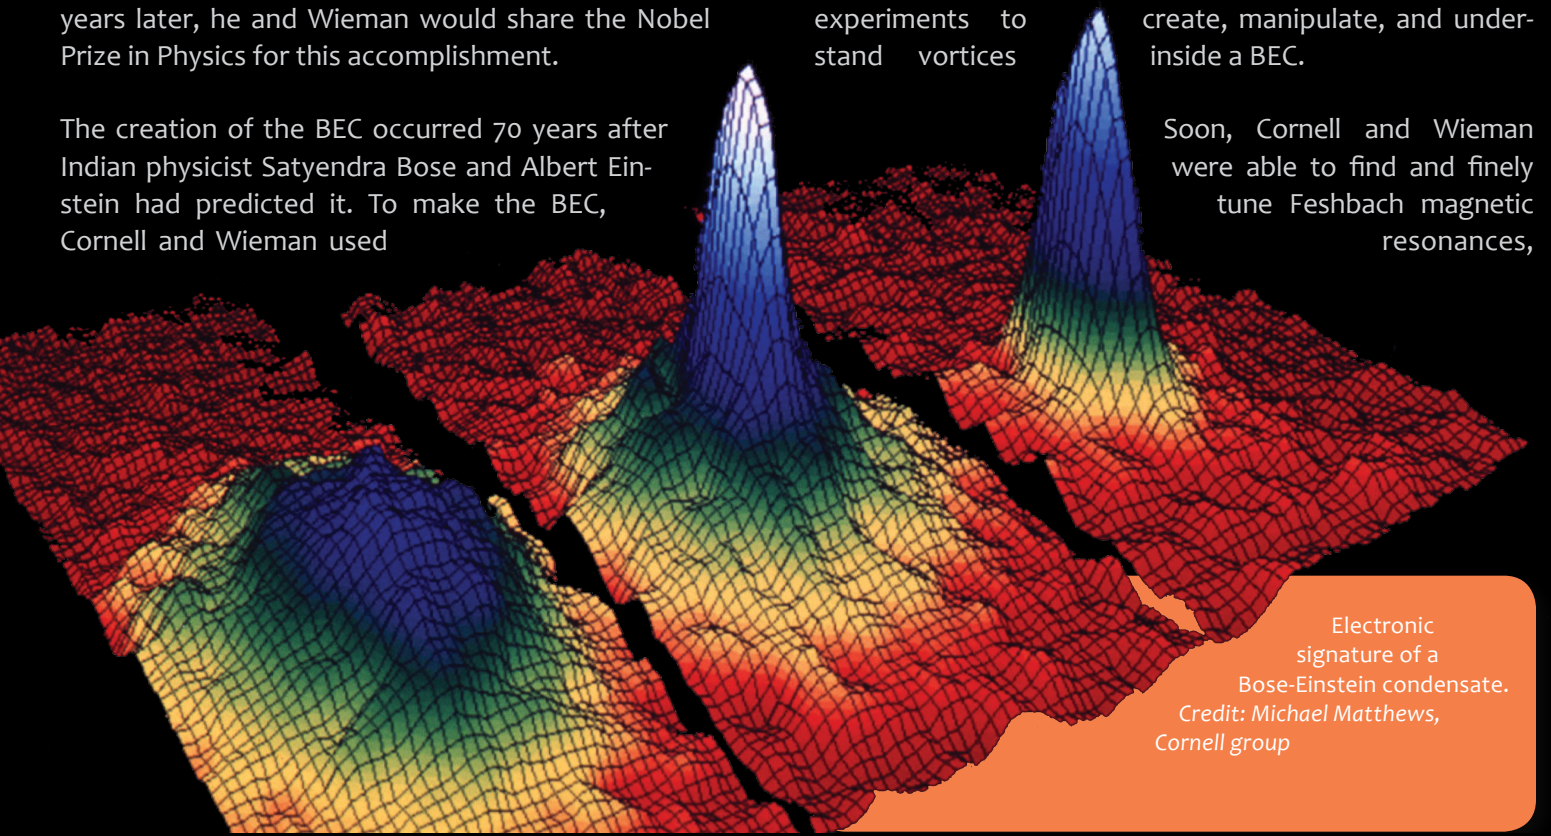 years later, he and Wieman would share the Nobel
Prize in Physics for this accomplishment.
The creation of the BEC occurred 70 years after
Indian physicist Satyendra Bose and Albert Ein-
stein had predicted it. To make the BEC,
Cornell and Wieman used
experiments to create, manipulate, and under-
stand vortices inside a BEC.
Soon, Cornell and Wieman
were able to find and finely
tune Feshbach magnetic
resonances,
Electronic
signature of a
Bose-Einstein condensate.
Credit: Michael Matthews,
Cornell group